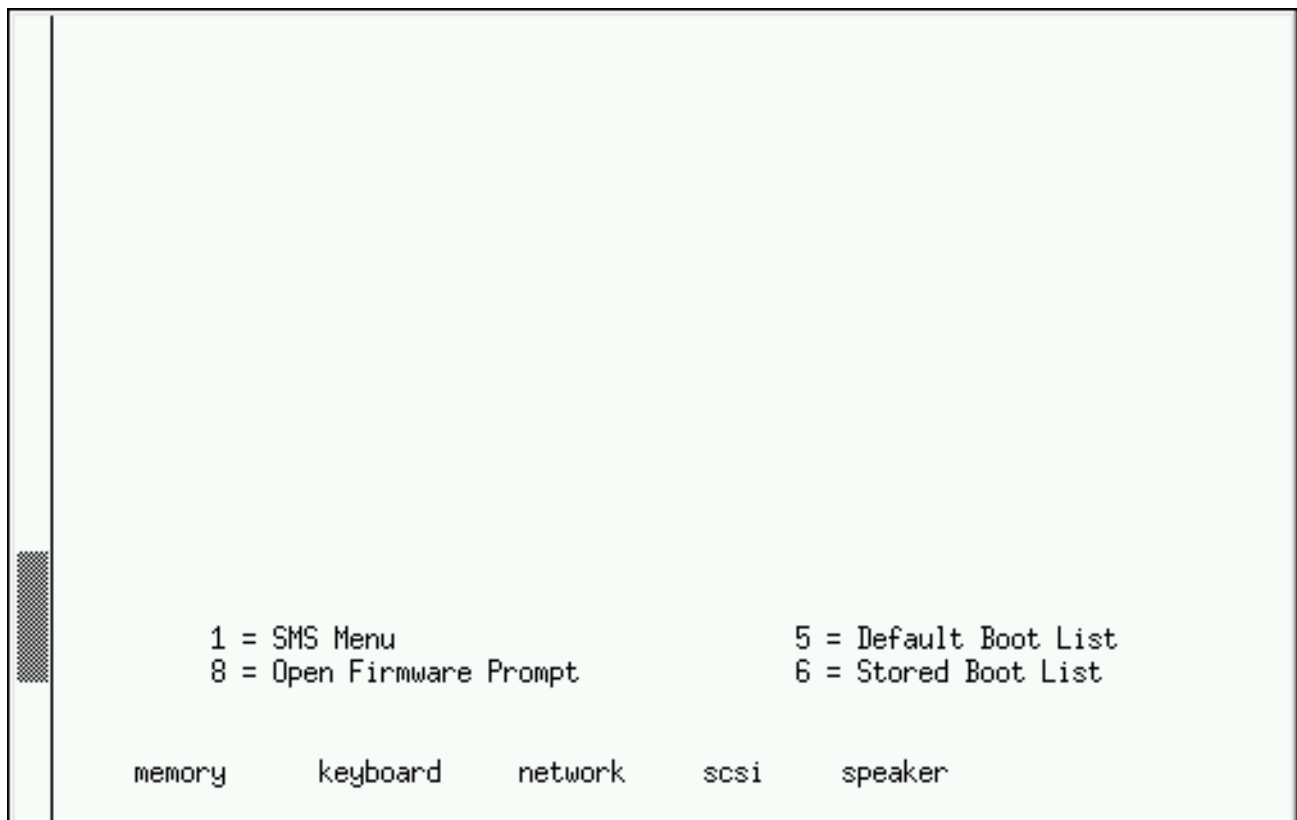 1 = SMS Menu 5 = Default Boot List
8 = Open Firmware Prompt 6 = Stored Boot List
memory keyboard network scsi speaker